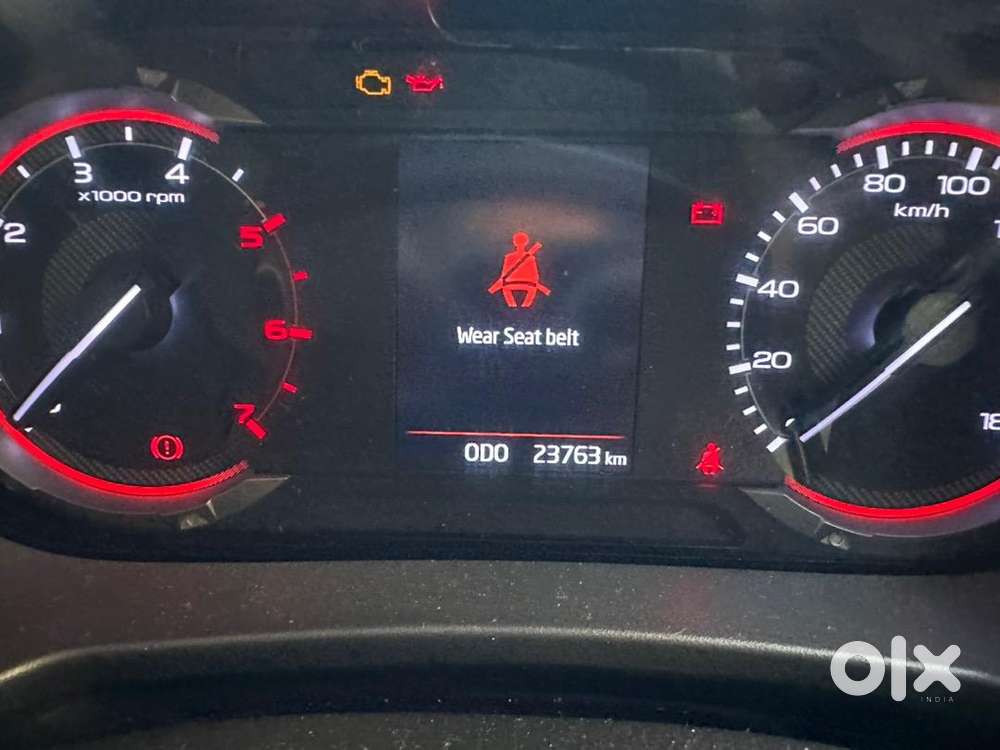 2
3
4
x1000 rpm
5
6
7
Wear Seat belt
ODO 23763 km
20
40
60
80
100
km/h
olx
INDIA